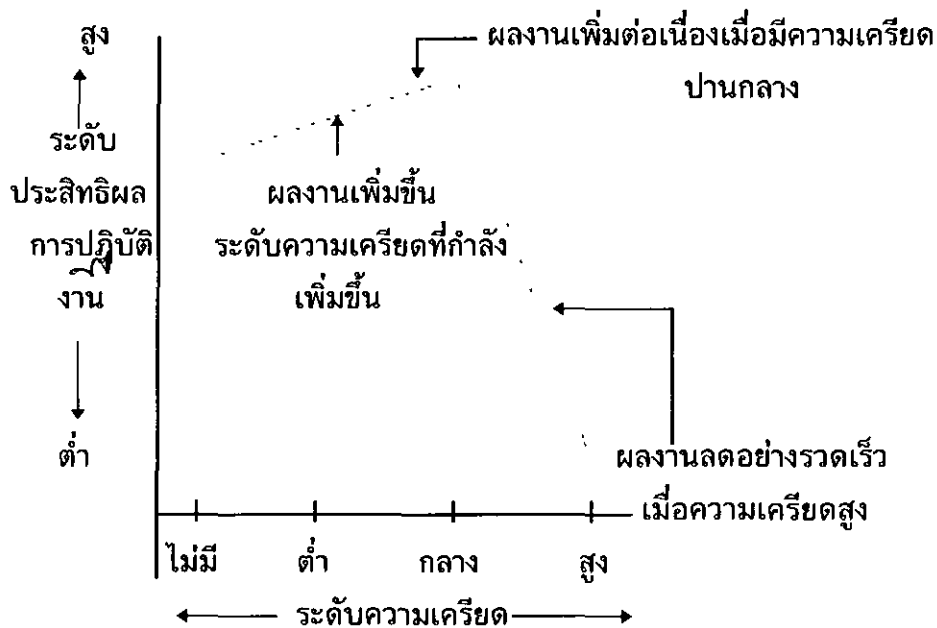 สูง
ผลงานเพิ่มต่อเนื่องเมื่อมีความเครียด
ปานกลาง
ระดับ
ประสิทธิผล
การปฏิบัติ
งาน
ผลงานเพิ่มขึ้น
ระดับความเครียดที่กำลัง
เพิ่มขึ้น
ต่ำ
ผลงานลดอย่างรวดเร็ว
เมื่อความเครียดสูง
ไม่มี ต่ำ กลาง สูง
ระดับความเครียด